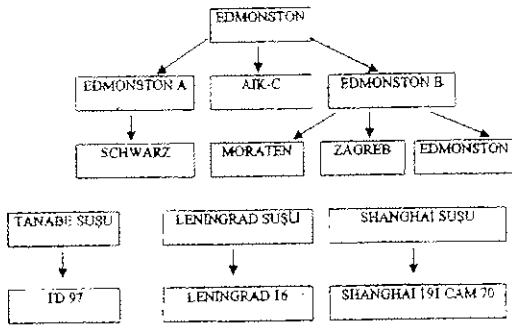 EDMONSTON
EDMONSTON A
AIK-C
EDMONSTON B
SCHWARZ
MORATEN
ZAGREB
EDMONSTON
TANABE SUŞU
LENINGRAD SUŞU
SHANGHAI SUŞU
TD 97
LENINGRAD 16
SHANGHAI 191 CAM 70